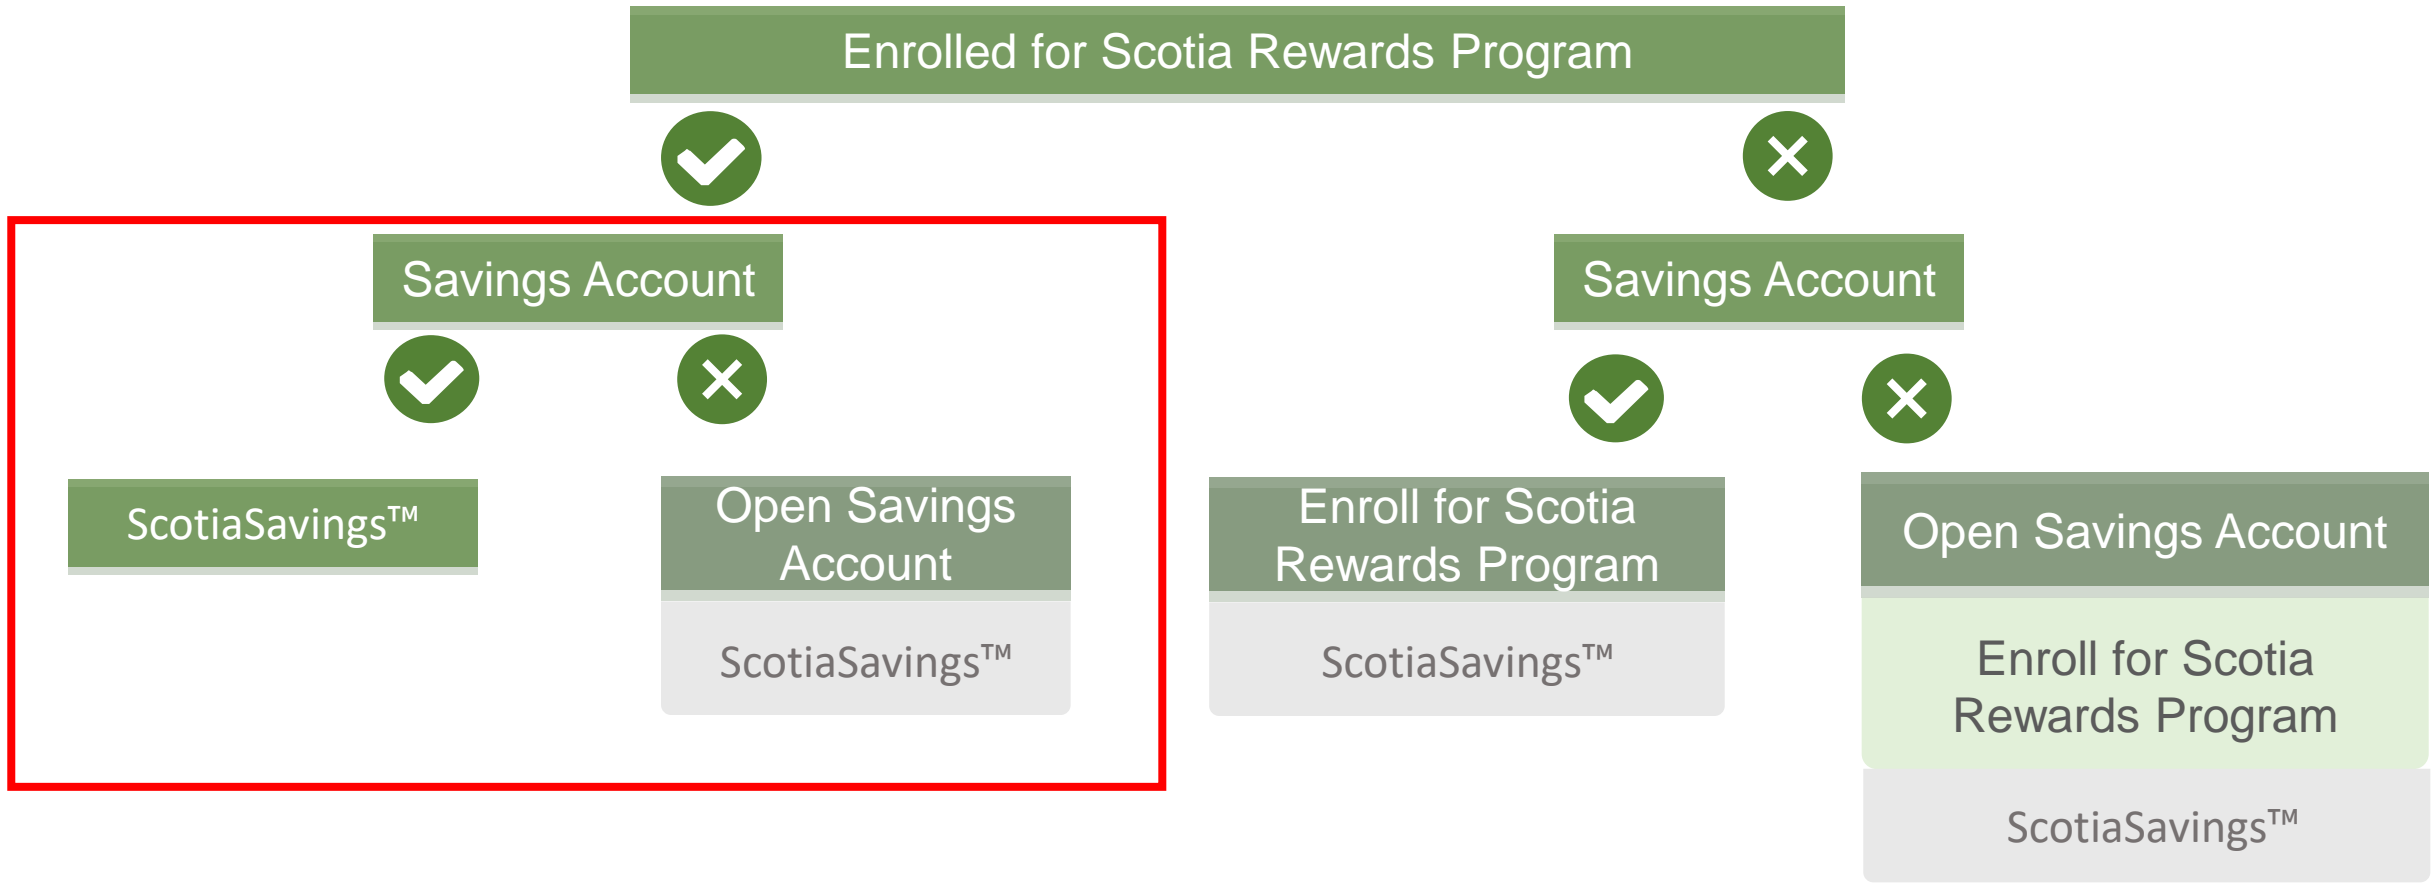 Enrolled for Scotia Rewards Program
Savings Account
Savings Account
ScotiaSavings™
Open Savings
Account
ScotiaSavings™
Enroll for Scotia
Rewards Program
ScotiaSavings™
Open Savings Account
Enroll for Scotia
Rewards Program
ScotiaSavings™